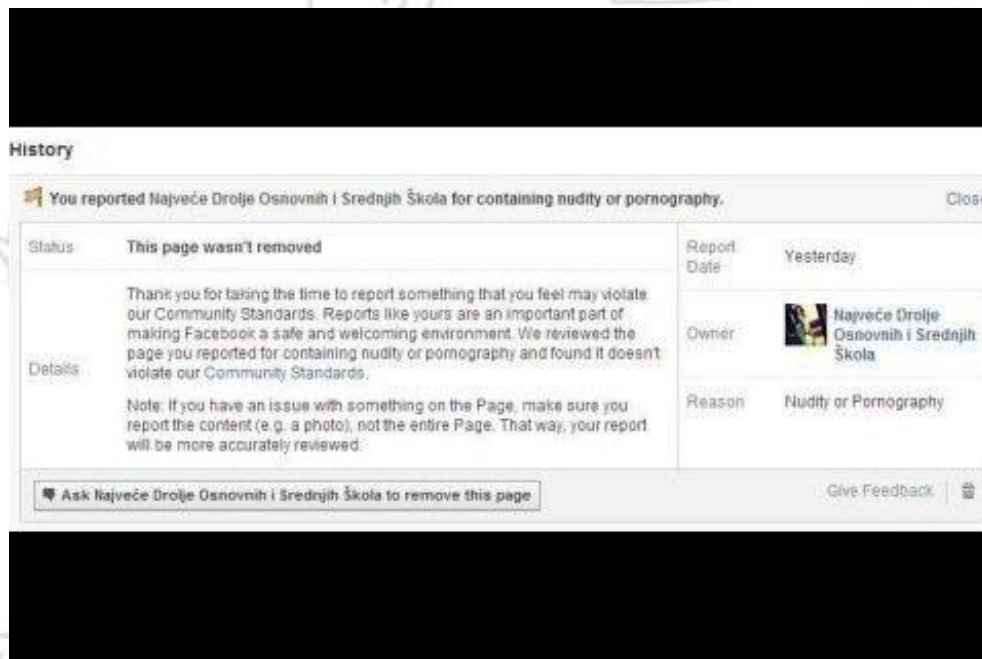 History
You reported Najveće Drolje Osnovnih i Srednjih Škola for containing nudity or pornography.
Close
Status
This page wasn't removed
Details
Thank you for taking the time to report something that you feel may violate
our Community Standards. Reports like yours are an important part of
making Facebook a safe and welcoming environment. We reviewed the
page you reported for containing nudity or pornography and found it doesn't
violate our Community Standards.
Note: If you have an issue with something on the Page, make sure you
report the content (e.g. a photo), not the entire Page. That way, your report
will be more accurately reviewed.
Report
Date
Yesterday
Owner
Najveće Drolje
Osnovnih i Srednjih
Škola
Reason
Nudity or Pornography
Ask Najveće Drolje Osnovnih i Srednjih Škola to remove this page
Give Feedback